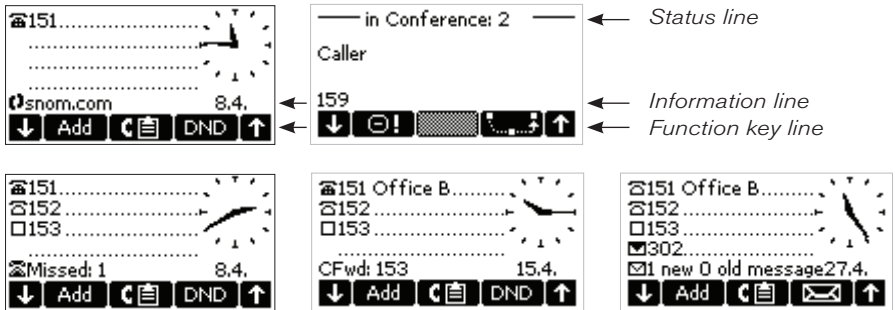 151
snom.com 8.4.
Add DND
in Conference: 2
Caller
159
Status line
Information line
Function key line
151
152
153
Missed: 1 8.4.
Add DND
151 Office B
152
153
CFwd: 153 15.4.
Add DND
151 Office B
152
153
302
1 new 0 old message27.4.
Add